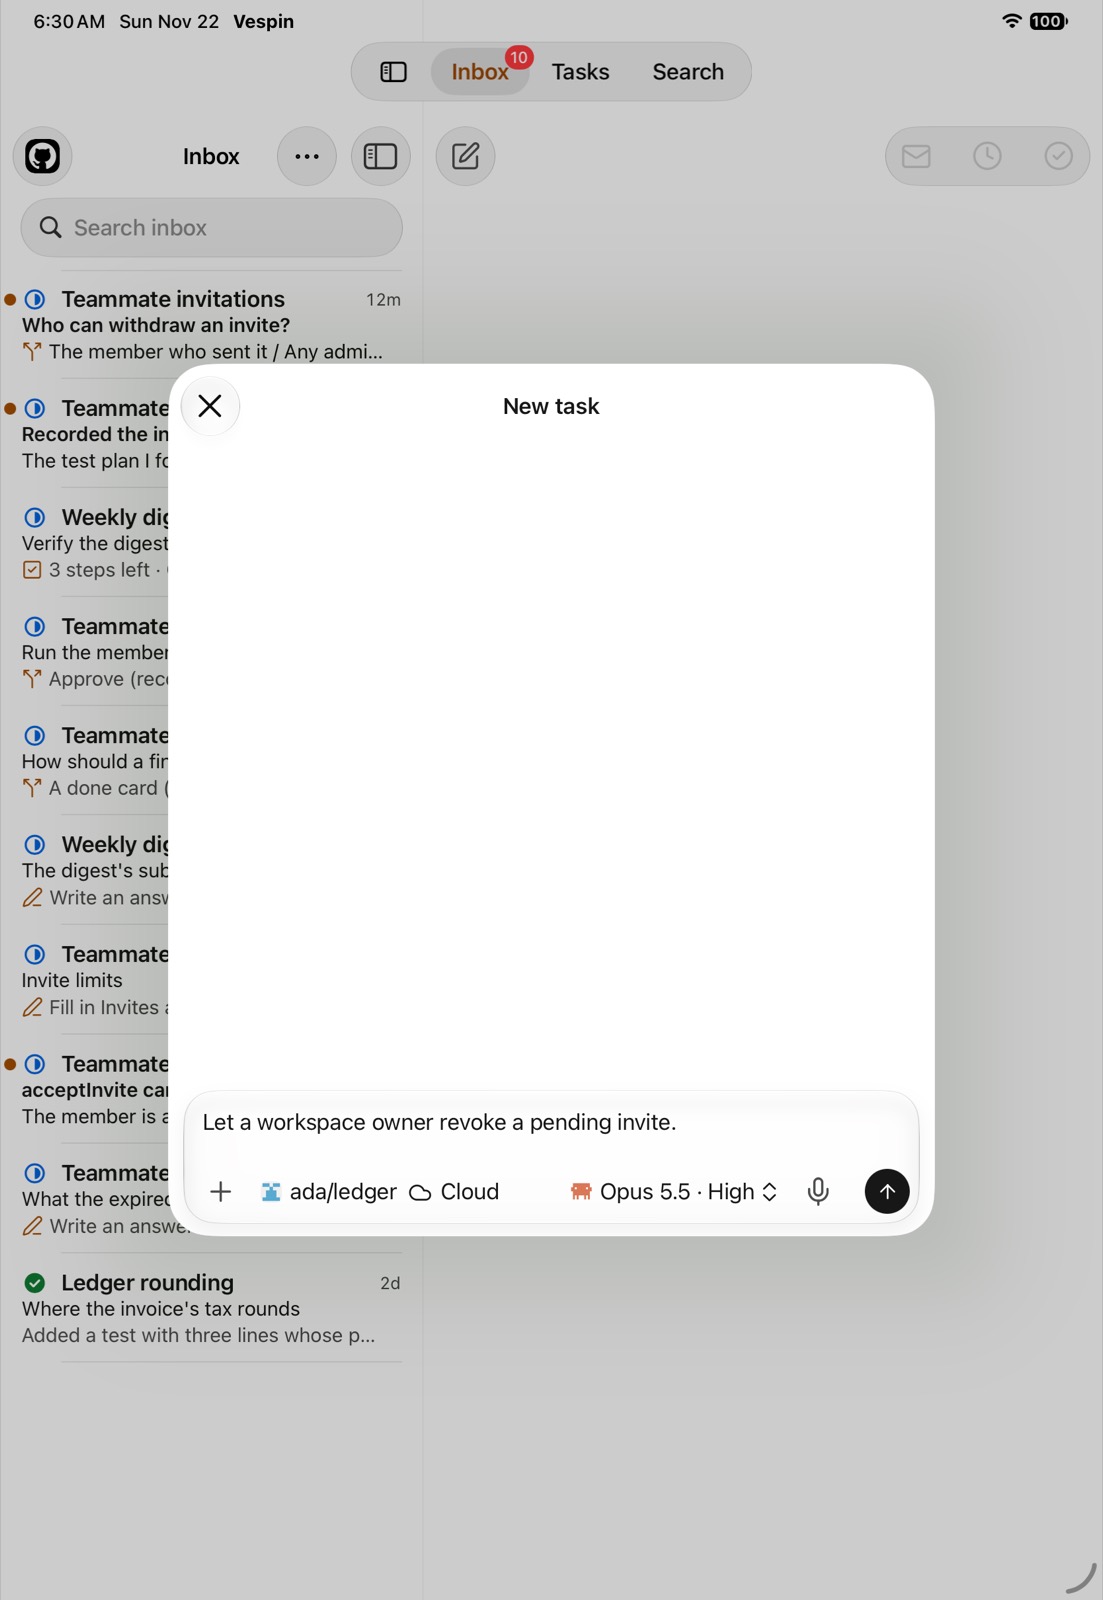 6:30 AM Sun Nov 22 Vespin
100
Inbox 10 Tasks Search
Inbox
Search inbox
Teammate invitations 12m
Who can withdraw an invite?
The member who sent it / Any admi...
Teammate
Recorded the in
The test plan I fo
Weekly dig
Verify the digest
3 steps left ·
Teammate
Run the member
Approve (reco
Teammate
How should a fin
A done card (
Weekly dig
The digest's sub
Write an answ
Teammate
Invite limits
Fill in Invites a
Teammate
acceptInvite can
The member is a
Teammate
What the expired
Write an answe.
Ledger rounding 2d
Where the invoice's tax rounds
Added a test with three lines whose p...
New task
Let a workspace owner revoke a pending invite.
ada/ledger Cloud Opus 5.5 · High